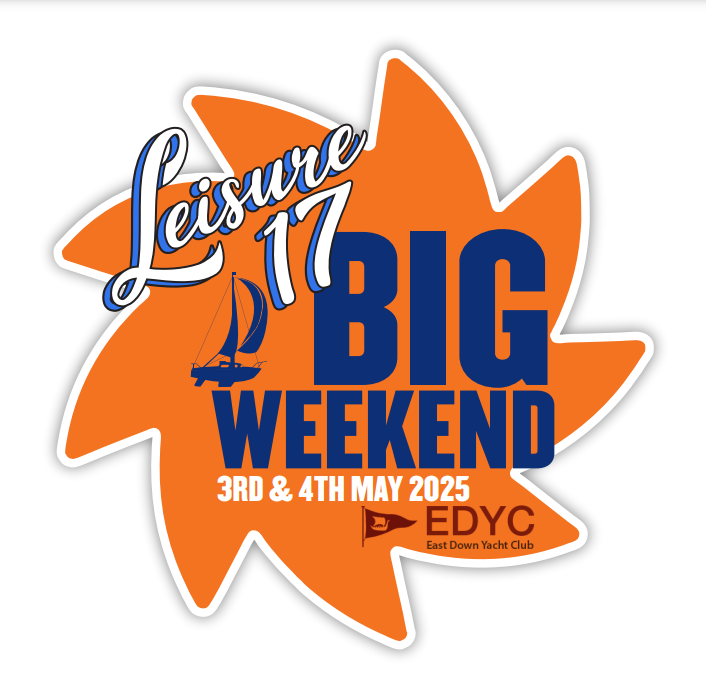 Leisure
17
BIG
WEEKEND
3RD & 4TH MAY 2025
EDYC
East Down Yacht Club